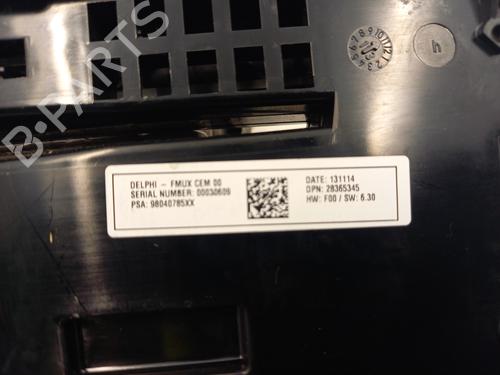 B-PARTS
DELPHI - FMUX CEM 00
SERIAL NUMBER: 00030609
PSA: 98040785XX
DATE: 131114
DPN: 28365345
HW: F00 / SW: 6.30